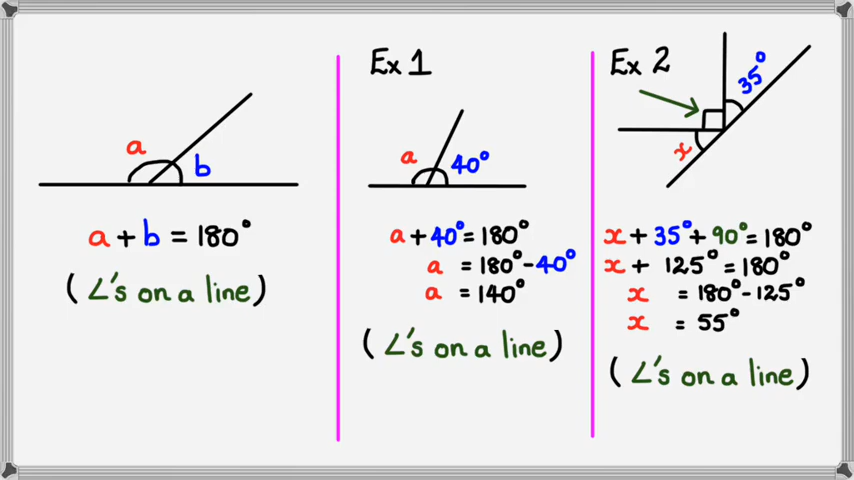 a
b
a + b = 180°
(∠'s on a line)
Ex 1
a
40°
a + 40° = 180°
a = 180° - 40°
a = 140°
(∠'s on a line)
Ex 2
35°
x
x + 35° + 90° = 180°
x + 125° = 180°
x = 180° - 125°
x = 55°
(∠'s on a line)